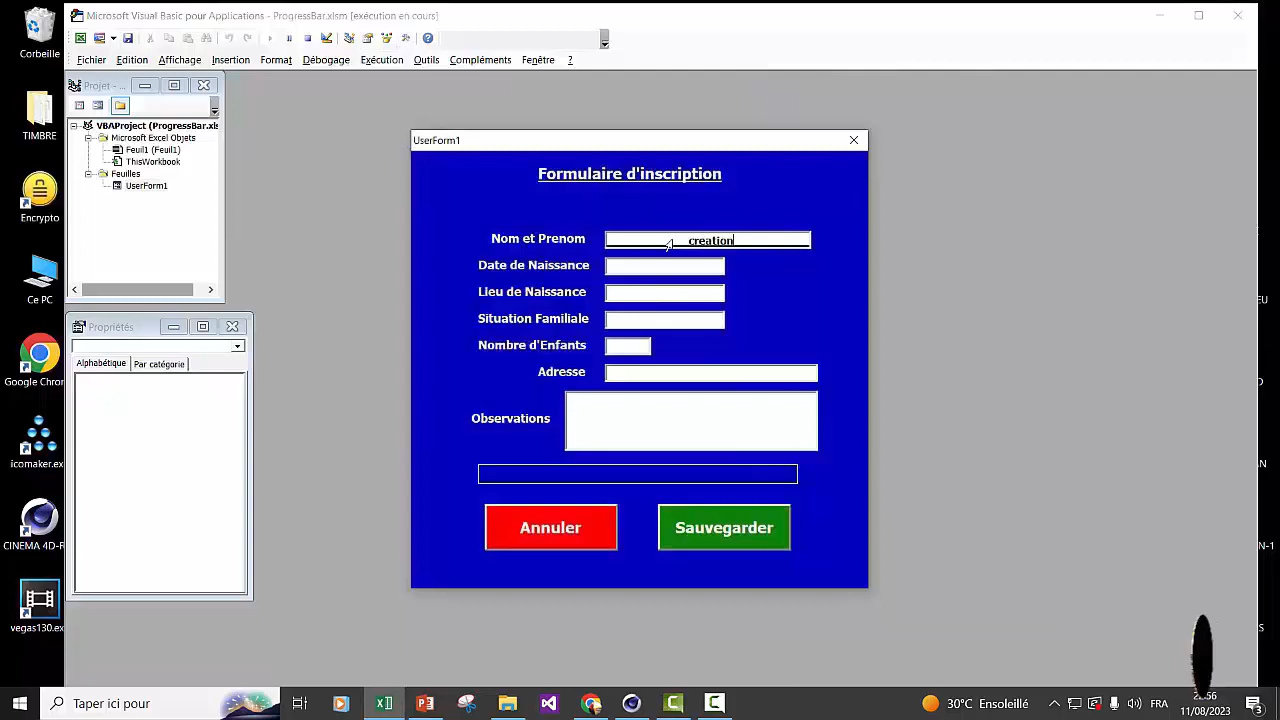 Microsoft Visual Basic pour Applications - ProgressBar.xlsm [exécution en cours]
Fichier Edition Affichage Insertion Format Débogage Exécution Outils Compléments Fenêtre ?
Corbeille
TIMBRE
Encrypto
Ce PC
Google Chror
icomaker.ex
CINEMA 4D-R
vegas130.ex
Projet - ...
VBAProject (ProgressBar.xls
Microsoft Excel Objets
Feuil1 (Feuil1)
ThisWorkbook
Feuilles
UserForm1
Propriétés
Alphabétique Par catégorie
UserForm1
Formulaire d'inscription
Nom et Prenom creation
Date de Naissance
Lieu de Naissance
Situation Familiale
Nombre d'Enfants
Adresse
Observations
Annuler Sauvegarder
EU
N-1
Taper ici pour
30°C Ensoleillé
FRA
11/08/2023
3